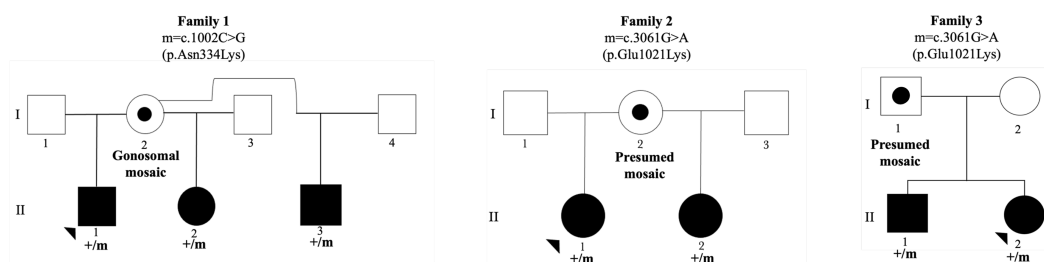 Family 1
m=c.1002C>G
(p.Asn334Lys)
I
1
2
3
4
Gonosomal
mosaic
II
1
+/m
2
+/m
3
+/m
Family 2
m=c.3061G>A
(p.Glu1021Lys)
I
1
2
3
Presumed
mosaic
II
1
+/m
2
+/m
Family 3
m=c.3061G>A
(p.Glu1021Lys)
I
1
2
Presumed
mosaic
II
1
+/m
2
+/m